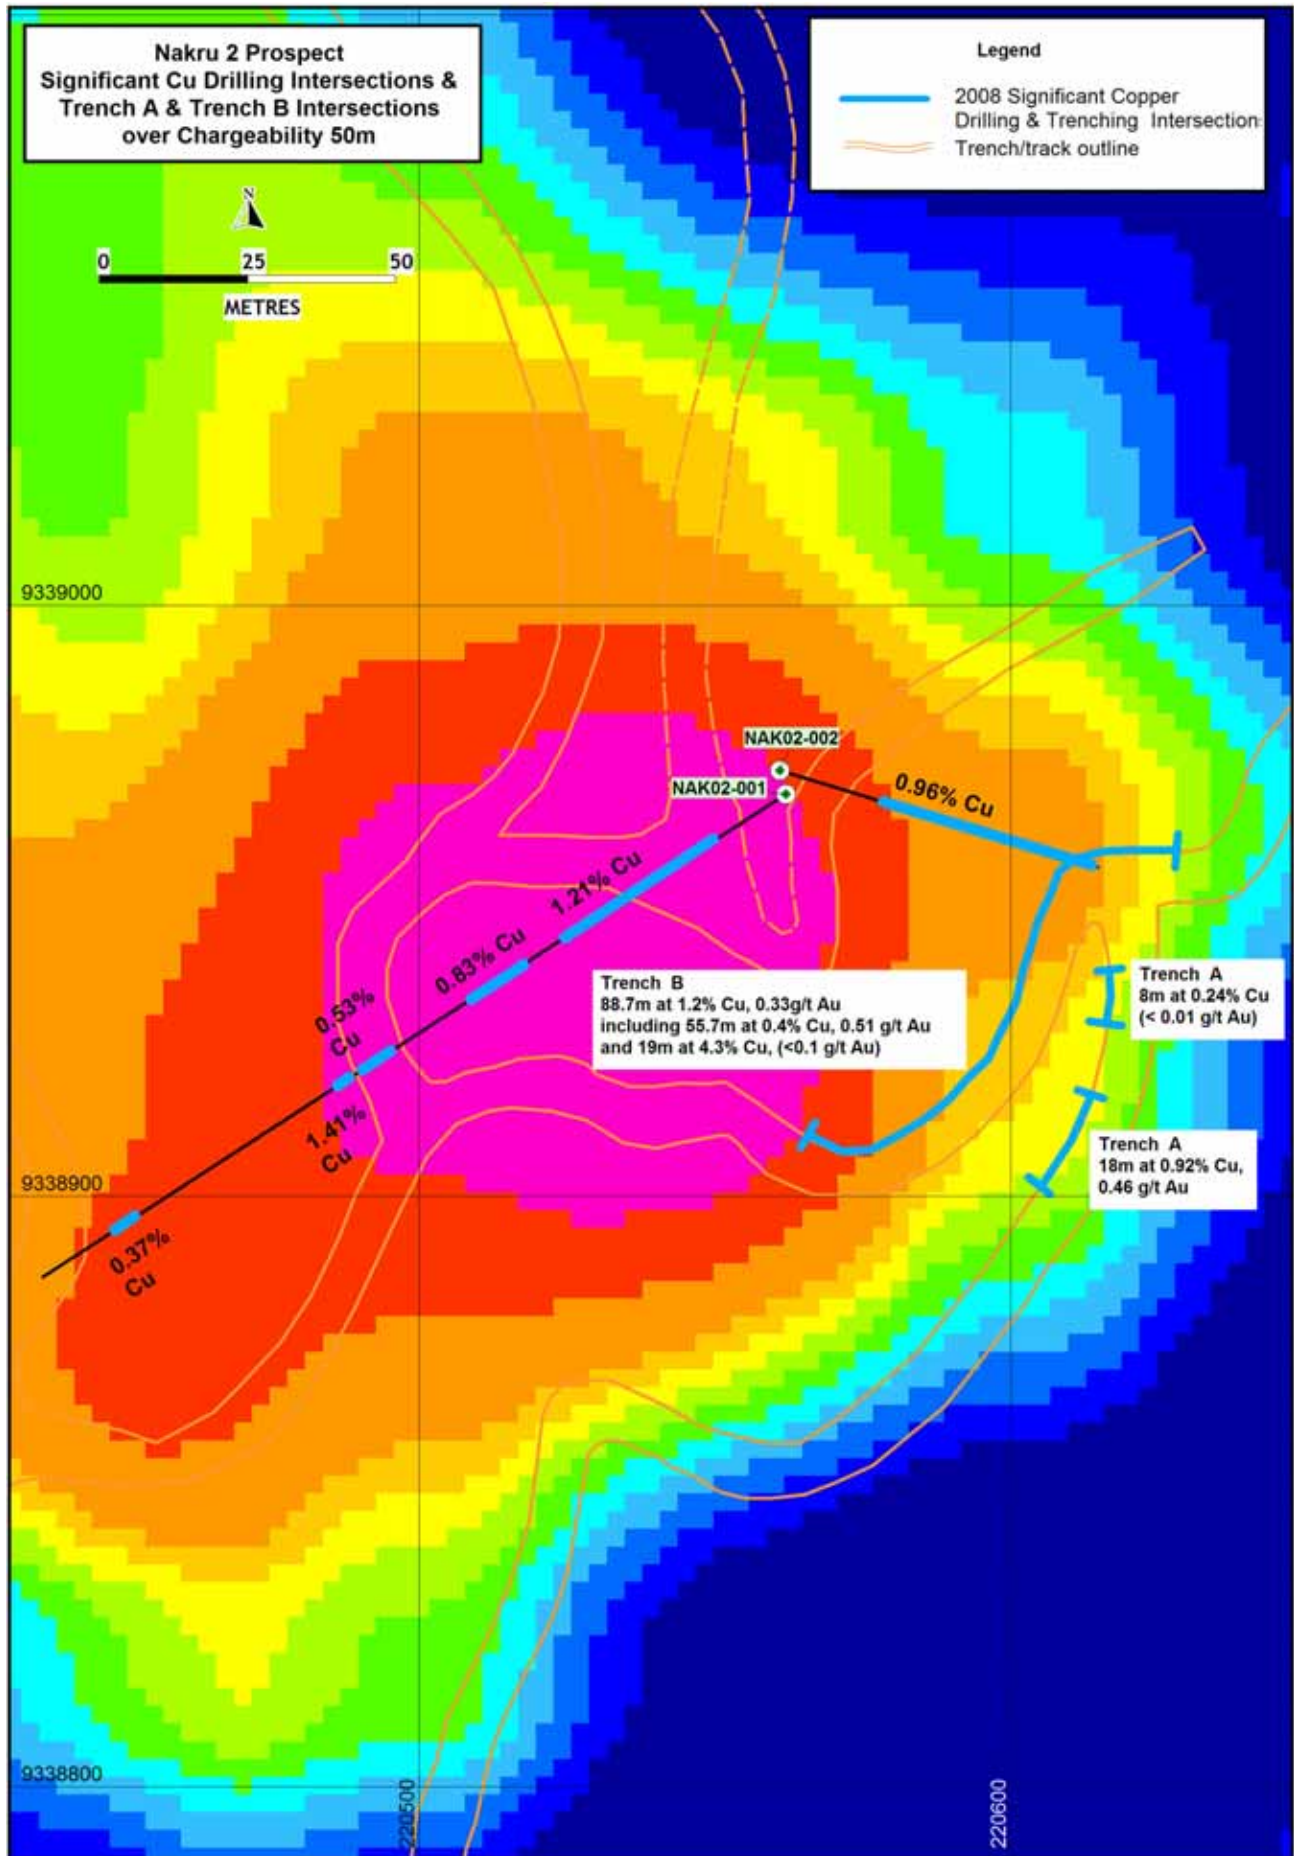 Nakru 2 Prospect
Significant Cu Drilling Intersections &
Trench A & Trench B Intersections
over Chargeability 50m
Legend
2008 Significant Copper
Drilling & Trenching Intersection
Trench/track outline
N
0 25 50
METRES
9339000
NAK02-002
NAK02-001
0.96% Cu
1.21% Cu
0.83% Cu
0.53%
Cu
Trench B
88.7m at 1.2% Cu, 0.33g/t Au
including 55.7m at 0.4% Cu, 0.51 g/t Au
and 19m at 4.3% Cu, (<0.1 g/t Au)
Trench A
8m at 0.24% Cu
(< 0.01 g/t Au)
1.41%
Cu
Trench A
18m at 0.92% Cu,
0.46 g/t Au
9338900
0.37%
Cu
9338800
220500
220600